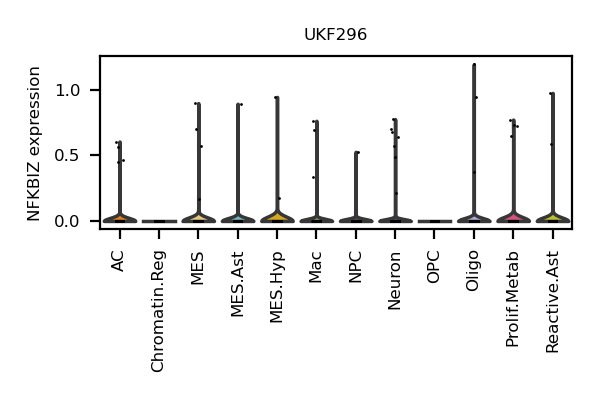 UKF296
NFKBIZ expression
1.0
0.5
0.0
AC
Chromatin.Reg
MES
MES.Ast
MES.Hyp
Mac
NPC
Neuron
OPC
Oligo
Prolif.Metab
Reactive.Ast